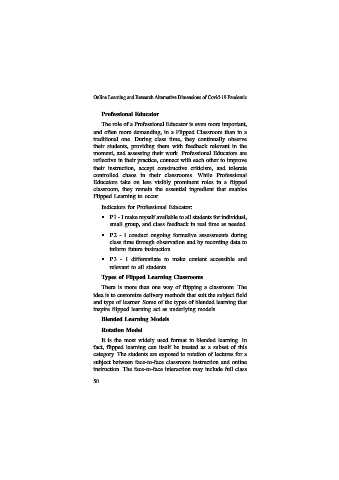 Online Learning and Research Alternative Dimensions of Covid-19 Pandemic
Professional Educator
The role of a Professional Educator is even more important,
and often more demanding, in a Flipped Classroom than in a
traditional one. During class time, they continually observe
their students, providing them with feedback relevant in the
moment, and assessing their work. Professional Educators are
reflective in their practice, connect with each other to improve
their instruction, accept constructive criticism, and tolerate
controlled chaos in their classrooms. While Professional
Educators take on less visibly prominent roles in a flipped
classroom, they remain the essential ingredient that enables
Flipped Learning to occur.
Indicators for Professional Educator:
• P1 - I make myself available to all students for individual,
small group, and class feedback in real time as needed.
• P2 - I conduct ongoing formative assessments during
class time through observation and by recording data to
inform future instruction.
• P3 - I differentiate to make content accessible and
relevant to all students.
Types of Flipped Learning Classrooms
There is more than one way of flipping a classroom. The
idea is to customize delivery methods that suit the subject field
and type of learner. Some of the types of blended learning that
inspire flipped learning act as underlying models.
Blended Learning Models
Rotation Model
It is the most widely used format in blended learning. In
fact, flipped learning can itself be treated as a subset of this
category. The students are exposed to rotation of lectures for a
subject between face-to-face classroom instruction and online
instruction. The face-to-face interaction may include full class
50